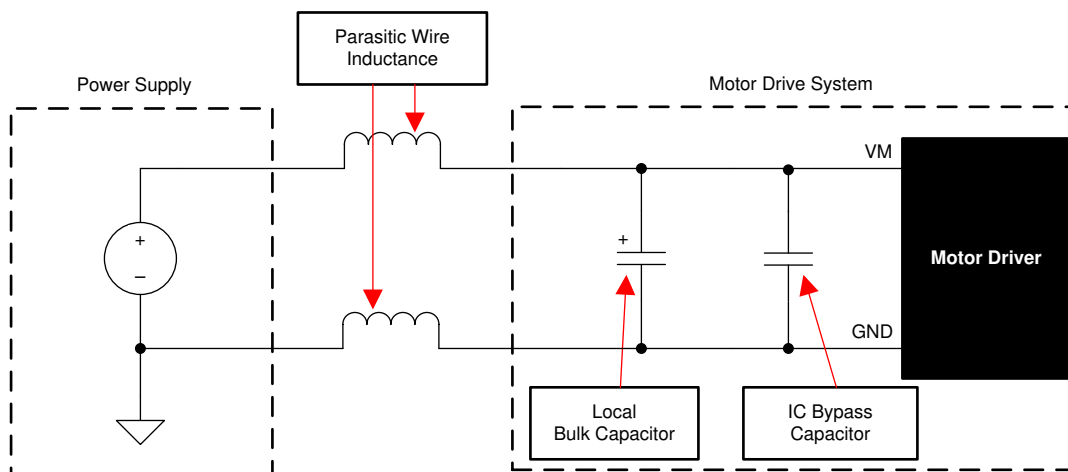 Parasitic Wire
Inductance
Power Supply
Motor Drive System
VM
+
–
+
Motor Driver
GND
Local
Bulk Capacitor
IC Bypass
Capacitor